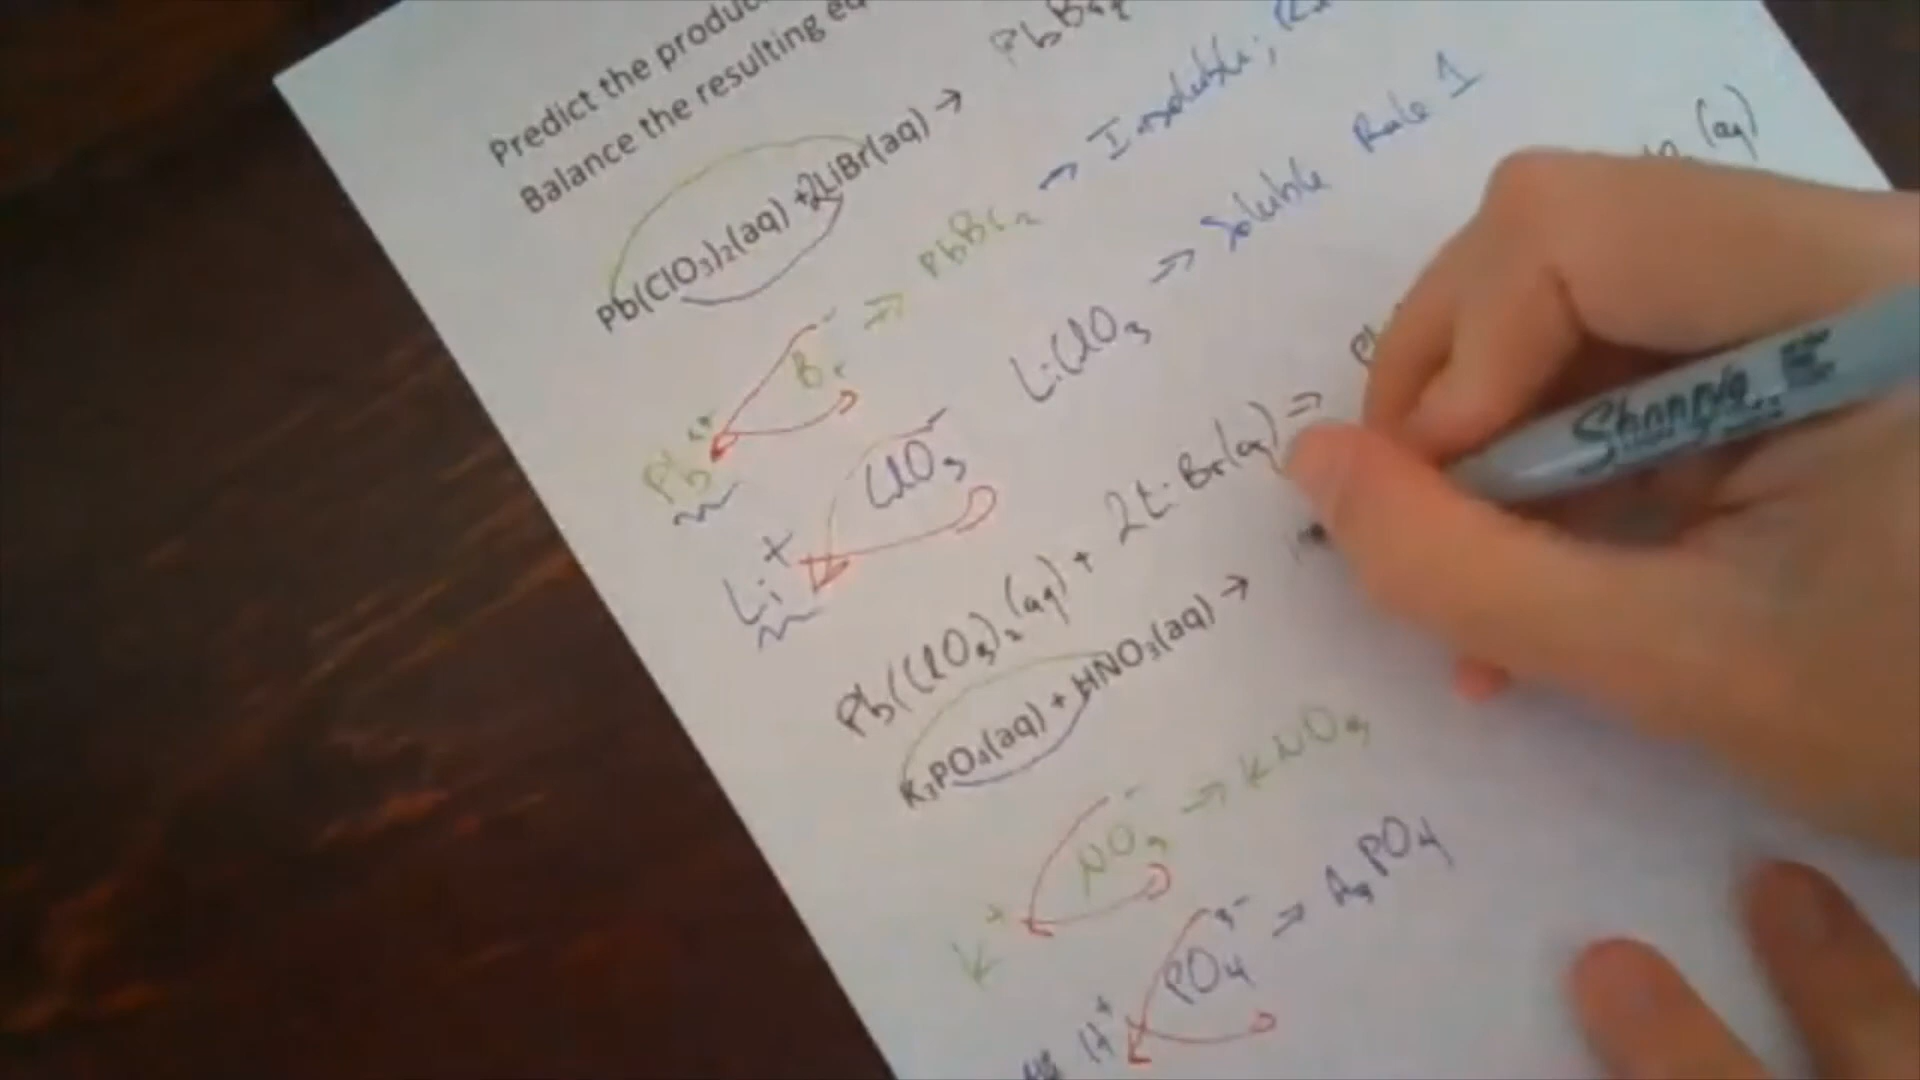 Predict the produc
Balance the resulting eq
Pb(ClO₃)₂(aq) + 2LiBr(aq) → PbBr₂
Pb²⁺ Br⁻ → PbBr₂ → Insoluble;
Li⁺ ClO₃⁻ LiClO₃ → Soluble Rule 1
Pb(ClO₃)₂(aq) + 2LiBr(aq) →
(aq)
K₃PO₄(aq) + HNO₃(aq) →
K⁺ NO₃⁻ → KNO₃
H⁺ PO₄³⁻ → H₃PO₄
Sharpie